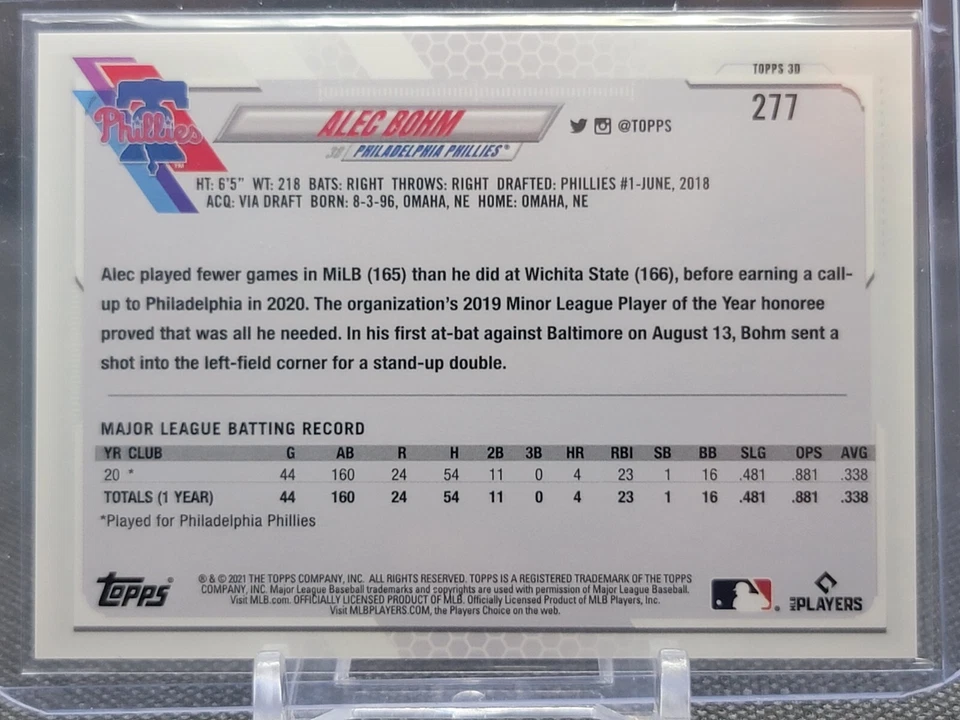 TOPPS 3D
277
Phillies
TM
ALEC BOHM
@TOPPS
3B PHILADELPHIA PHILLIES®
HT: 6'5" WT: 218 BATS: RIGHT THROWS: RIGHT DRAFTED: PHILLIES #1-JUNE, 2018
ACQ: VIA DRAFT BORN: 8-3-96, OMAHA, NE HOME: OMAHA, NE
Alec played fewer games in MiLB (165) than he did at Wichita State (166), before earning a call-
up to Philadelphia in 2020. The organization's 2019 Minor League Player of the Year honoree
proved that was all he needed. In his first at-bat against Baltimore on August 13, Bohm sent a
shot into the left-field corner for a stand-up double.
MAJOR LEAGUE BATTING RECORD
YR CLUB G AB R H 2B 3B HR RBI SB BB SLG OPS AVG
20 * 44 160 24 54 11 0 4 23 1 16 .481 .881 .338
TOTALS (1 YEAR) 44 160 24 54 11 0 4 23 1 16 .481 .881 .338
*Played for Philadelphia Phillies
topps®
® & © 2021 THE TOPPS COMPANY, INC. ALL RIGHTS RESERVED. TOPPS IS A REGISTERED TRADEMARK OF THE TOPPS
COMPANY, INC. Major League Baseball trademarks and copyrights are used with permission of Major League Baseball.
Visit MLB.com. OFFICIALLY LICENSED PRODUCT OF MLB. Officially Licensed Product of MLB Players, Inc.
Visit MLBPLAYERS.COM, the Players Choice on the web.
MLB PLAYERS